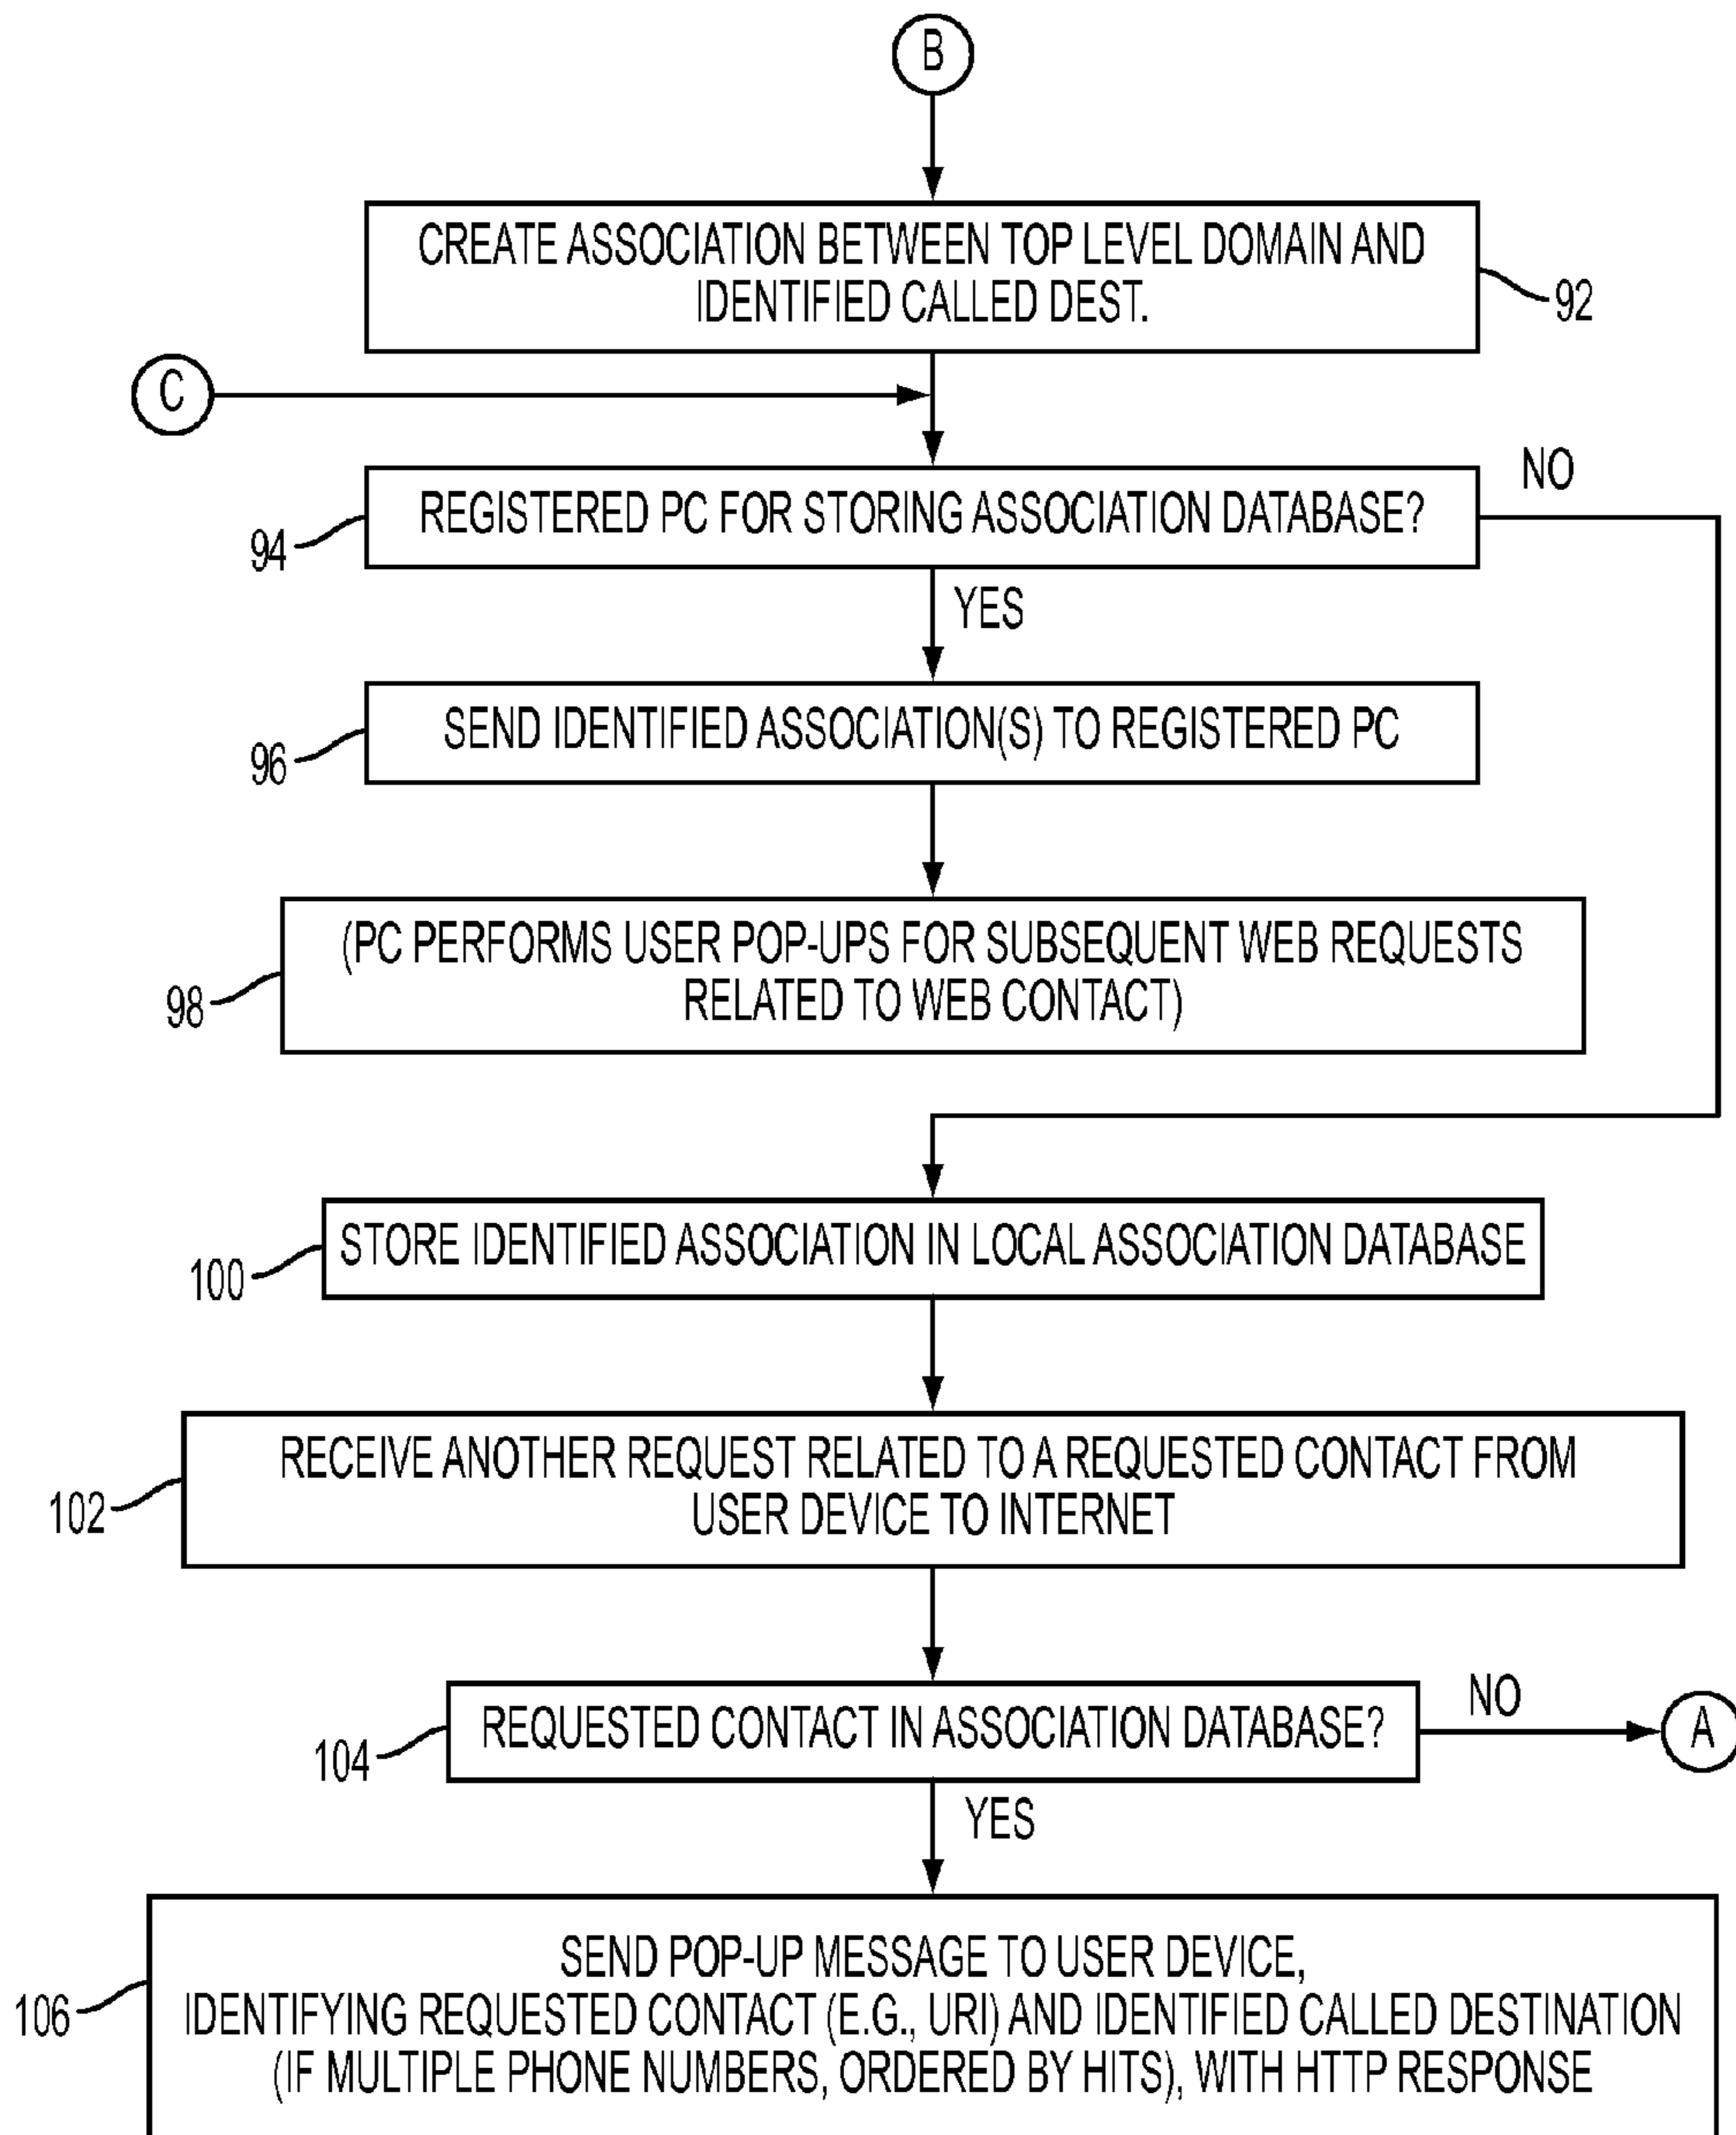 B
CREATE ASSOCIATION BETWEEN TOP LEVEL DOMAIN AND
IDENTIFIED CALLED DEST.
92
C
REGISTERED PC FOR STORING ASSOCIATION DATABASE?
NO
94
YES
SEND IDENTIFIED ASSOCIATION(S) TO REGISTERED PC
96
(PC PERFORMS USER POP-UPS FOR SUBSEQUENT WEB REQUESTS
RELATED TO WEB CONTACT)
98
STORE IDENTIFIED ASSOCIATION IN LOCAL ASSOCIATION DATABASE
100
RECEIVE ANOTHER REQUEST RELATED TO A REQUESTED CONTACT FROM
USER DEVICE TO INTERNET
102
REQUESTED CONTACT IN ASSOCIATION DATABASE?
NO
A
104
YES
SEND POP-UP MESSAGE TO USER DEVICE,
IDENTIFYING REQUESTED CONTACT (E.G., URI) AND IDENTIFIED CALLED DESTINATION
(IF MULTIPLE PHONE NUMBERS, ORDERED BY HITS), WITH HTTP RESPONSE
106